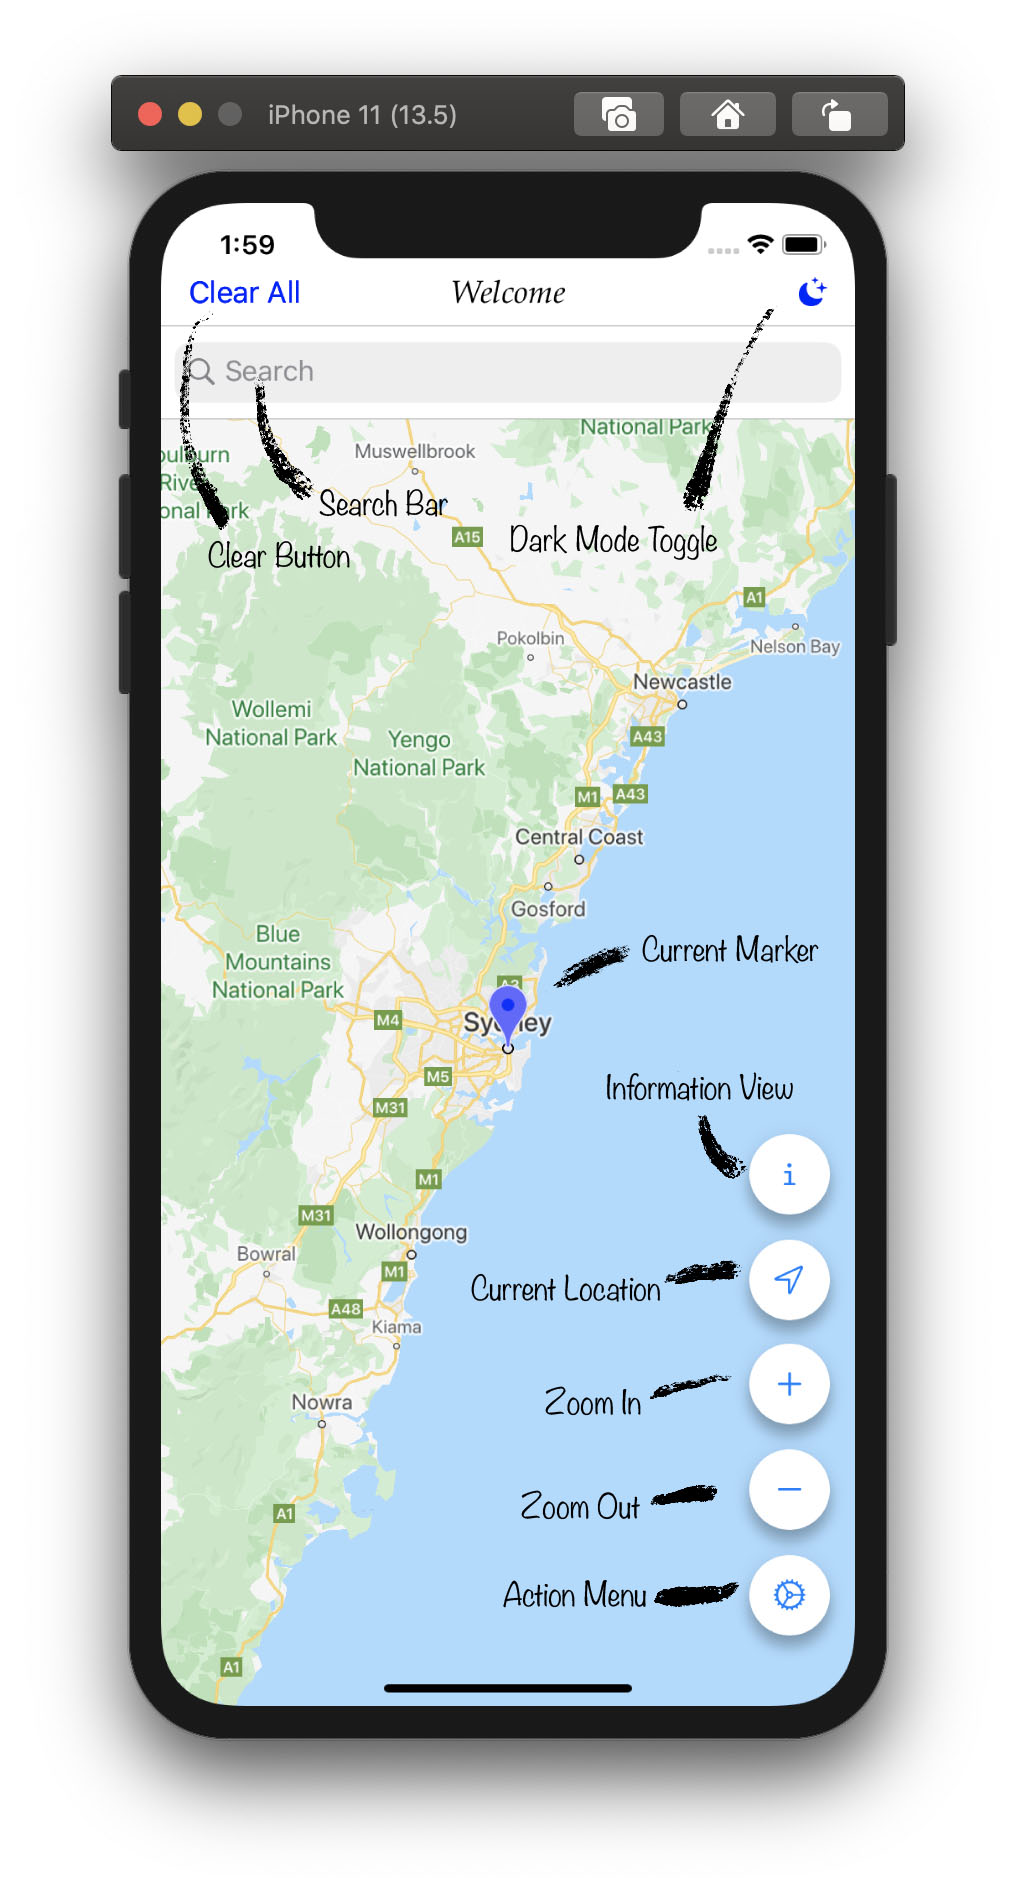 iPhone 11 (13.5)
1:59
Clear All
Welcome
Search
National Park
Muswellbrook
oulburn
Rive
onal Park
Search Bar
A15
Dark Mode Toggle
Clear Button
A1
Pokolbin
Nelson Bay
Newcastle
Wollemi
National Park
Yengo
National Park
A43
M1
A43
Central Coast
Gosford
Blue
Mountains
National Park
Current Marker
A3
M4
Sydney
M5
Information View
M31
i
M1
M31
Wollongong
Bowral
M1
Current Location
A48
Kiama
Zoom In
Nowra
Zoom Out
A1
Action Menu
A1